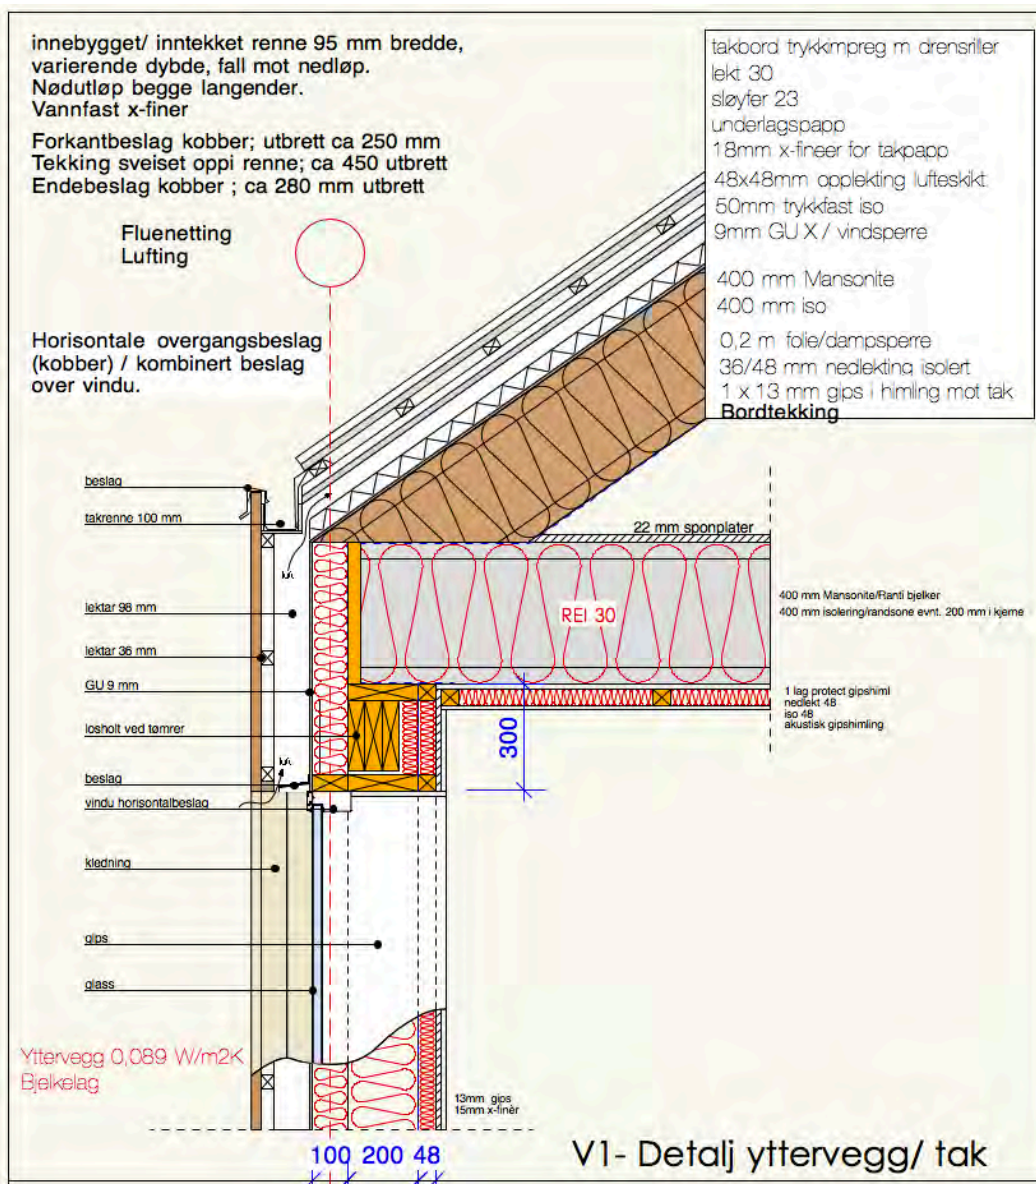 innebygget/ inntekket renne 95 mm bredde,
varierende dybde, fall mot nedløp.
Nødutløp begge langender.
Vannfast x-finer
Forkantbeslag kobber; utbrett ca 250 mm
Tekking sveiset oppi renne; ca 450 utbrett
Endebeslag kobber ; ca 280 mm utbrett
Fluenetting
Lufting
Horisontale overgangsbeslag
(kobber) / kombinert beslag
over vindu.
takbord trykkimpreg m drensriller
lekt 30
sløyfer 23
underlagspapp
18mm x-fineer for takpapp
48x48mm opplekting lufteskikt
50mm trykkfast iso
9mm GU X / vindsperre
400 mm Mansonite
400 mm iso
0,2 m folie/dampsperre
36/48 mm nedlekting isolert
1 x 13 mm gips i himling mot tak
Bordtekking
beslag
takrenne 100 mm
luft
lektar 98 mm
lektar 36 mm
GU 9 mm
losholt ved tømrer
luft
beslag
vindu horisontalbeslag
kledning
gips
glass
22 mm sponplater
REI 30
400 mm Mansonite/Ranti bjelker
400 mm isolering/randsone evnt. 200 mm i kjerne
1 lag protect gipshiml
nedlekt 48
iso 48
akustisk gipshimling
300
Yttervegg 0,089 W/m2K
Bjelkelag
13mm gips
15mm x-finèr
100 200 48
V1- Detalj yttervegg/ tak